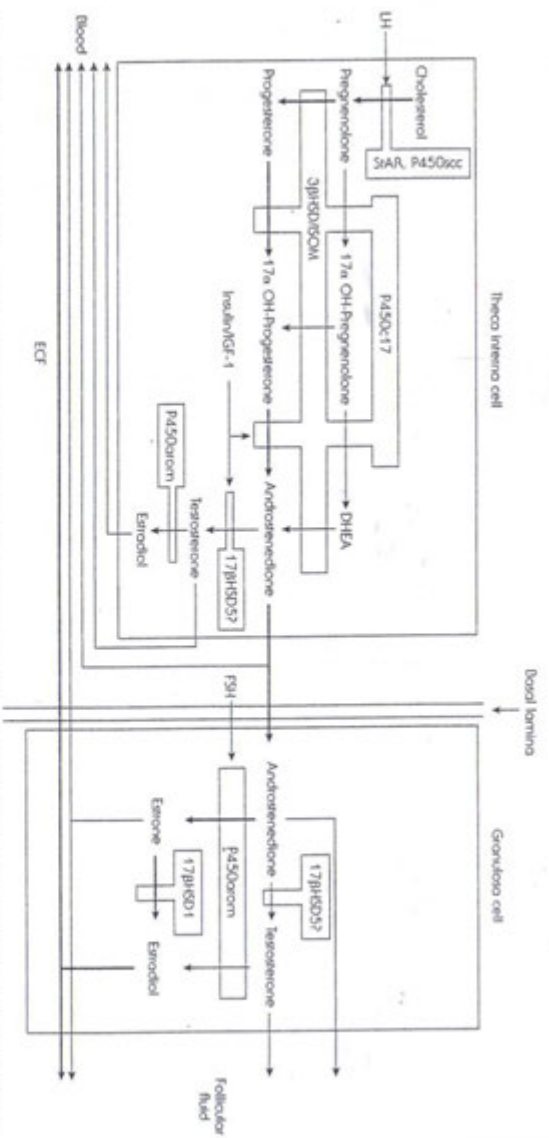 Theca interna cell
Basal lamina
Granulosa cell
StAR, P450scc
P450c17
LH
Cholesterol
Pregnenolone
17α OH-Pregnenolone
DHEA
17βHSD5?
3βHSD/ISOM
Progesterone
17α OH-Progesterone
Androstenedione
Androstenedione
Testosterone
Insulin/IGF-1
17βHSD5?
FSH
P450arom
Testosterone
P450arom
Estradiol
Estrone
Estradiol
17βHSD1
Follicular
fluid
Blood
ECF